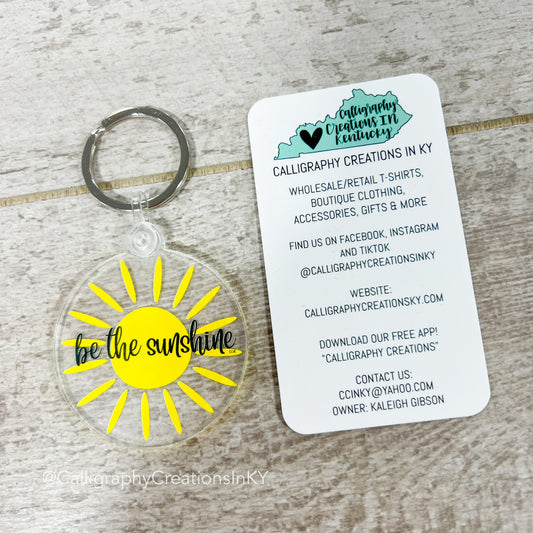 be the sunshine
Calligraphy
Creations IN
Kentucky
CALLIGRAPHY CREATIONS IN KY
WHOLESALE/RETAIL T-SHIRTS,
BOUTIQUE CLOTHING,
ACCESSORIES, GIFTS & MORE
FIND US ON FACEBOOK, INSTAGRAM
AND TIKTOK
@CALLIGRAPHYCREATIONSINKY
WEBSITE:
CALLIGRAPHYCREATIONSKY.COM
DOWNLOAD OUR FREE APP!
"CALLIGRAPHY CREATIONS"
CONTACT US:
CCINKY@YAHOO.COM
OWNER: KALEIGH GIBSON
@CalligraphyCreationsInKY